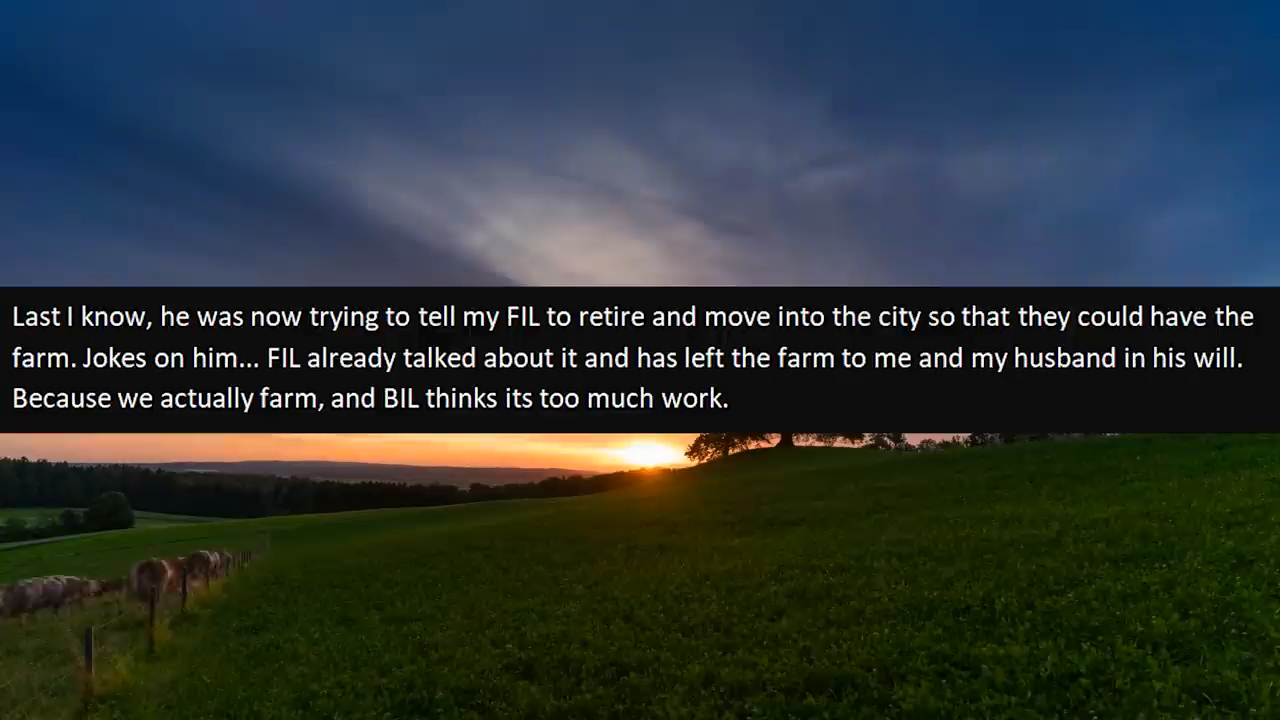 Last I know, he was now trying to tell my FIL to retire and move into the city so that they could have the
farm. Jokes on him... FIL already talked about it and has left the farm to me and my husband in his will.
Because we actually farm, and BIL thinks its too much work.